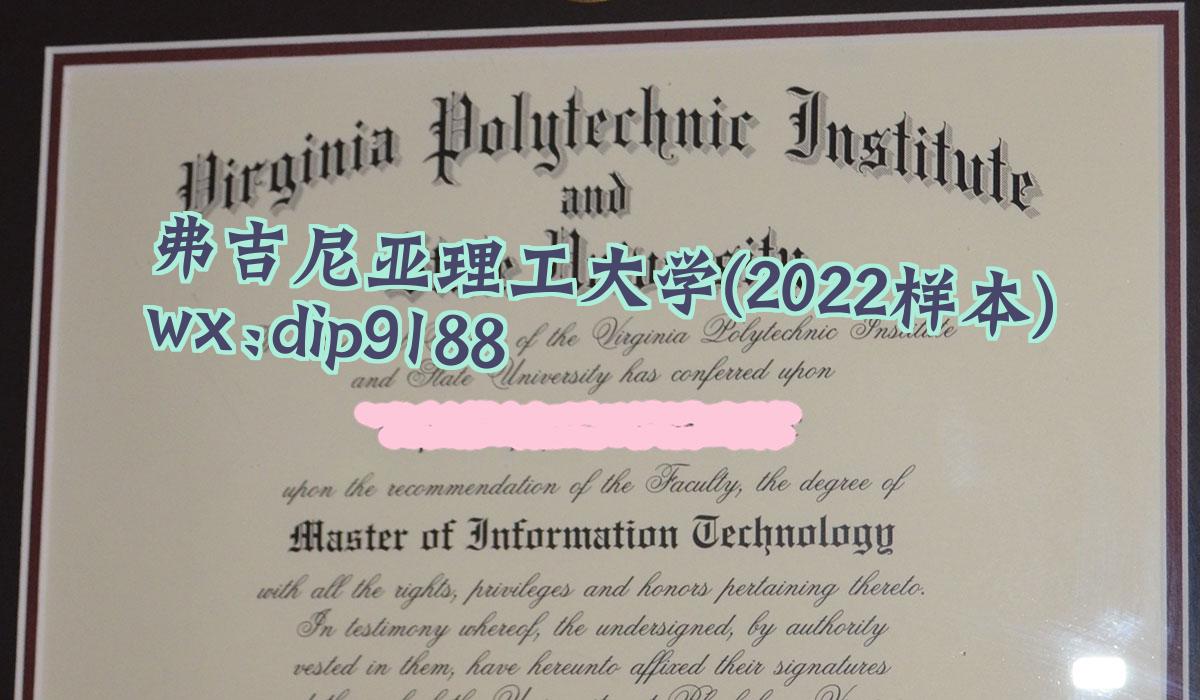 Virginia Polytechnic Institute
and
University
弗吉尼亚理工大学(2022样本)
wx:dip9188
of the Virginia Polytechnic Institute
and State University has conferred upon
upon the recommendation of the Faculty, the degree of
Master of Information Technology
with all the rights, privileges and honors pertaining thereto.
In testimony whereof, the undersigned, by authority
vested in them, have hereunto affixed their signatures